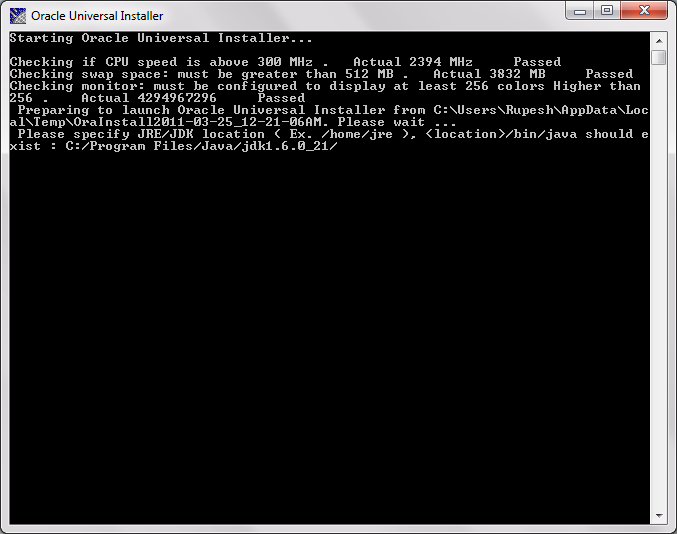 Oracle Universal Installer
Starting Oracle Universal Installer...
Checking if CPU speed is above 300 MHz .   Actual 2394 MHz     Passed
Checking swap space: must be greater than 512 MB .   Actual 3832 MB     Passed
Checking monitor: must be configured to display at least 256 colors Higher than
256 .    Actual 4294967296     Passed
 Preparing to launch Oracle Universal Installer from C:\Users\Rupesh\AppData\Loc
al\Temp\OraInstall2011-03-25_12-21-06AM. Please wait ...
 Please specify JRE/JDK location ( Ex. /home/jre ), <location>/bin/java should e
xist : C:/Program Files/Java/jdk1.6.0_21/